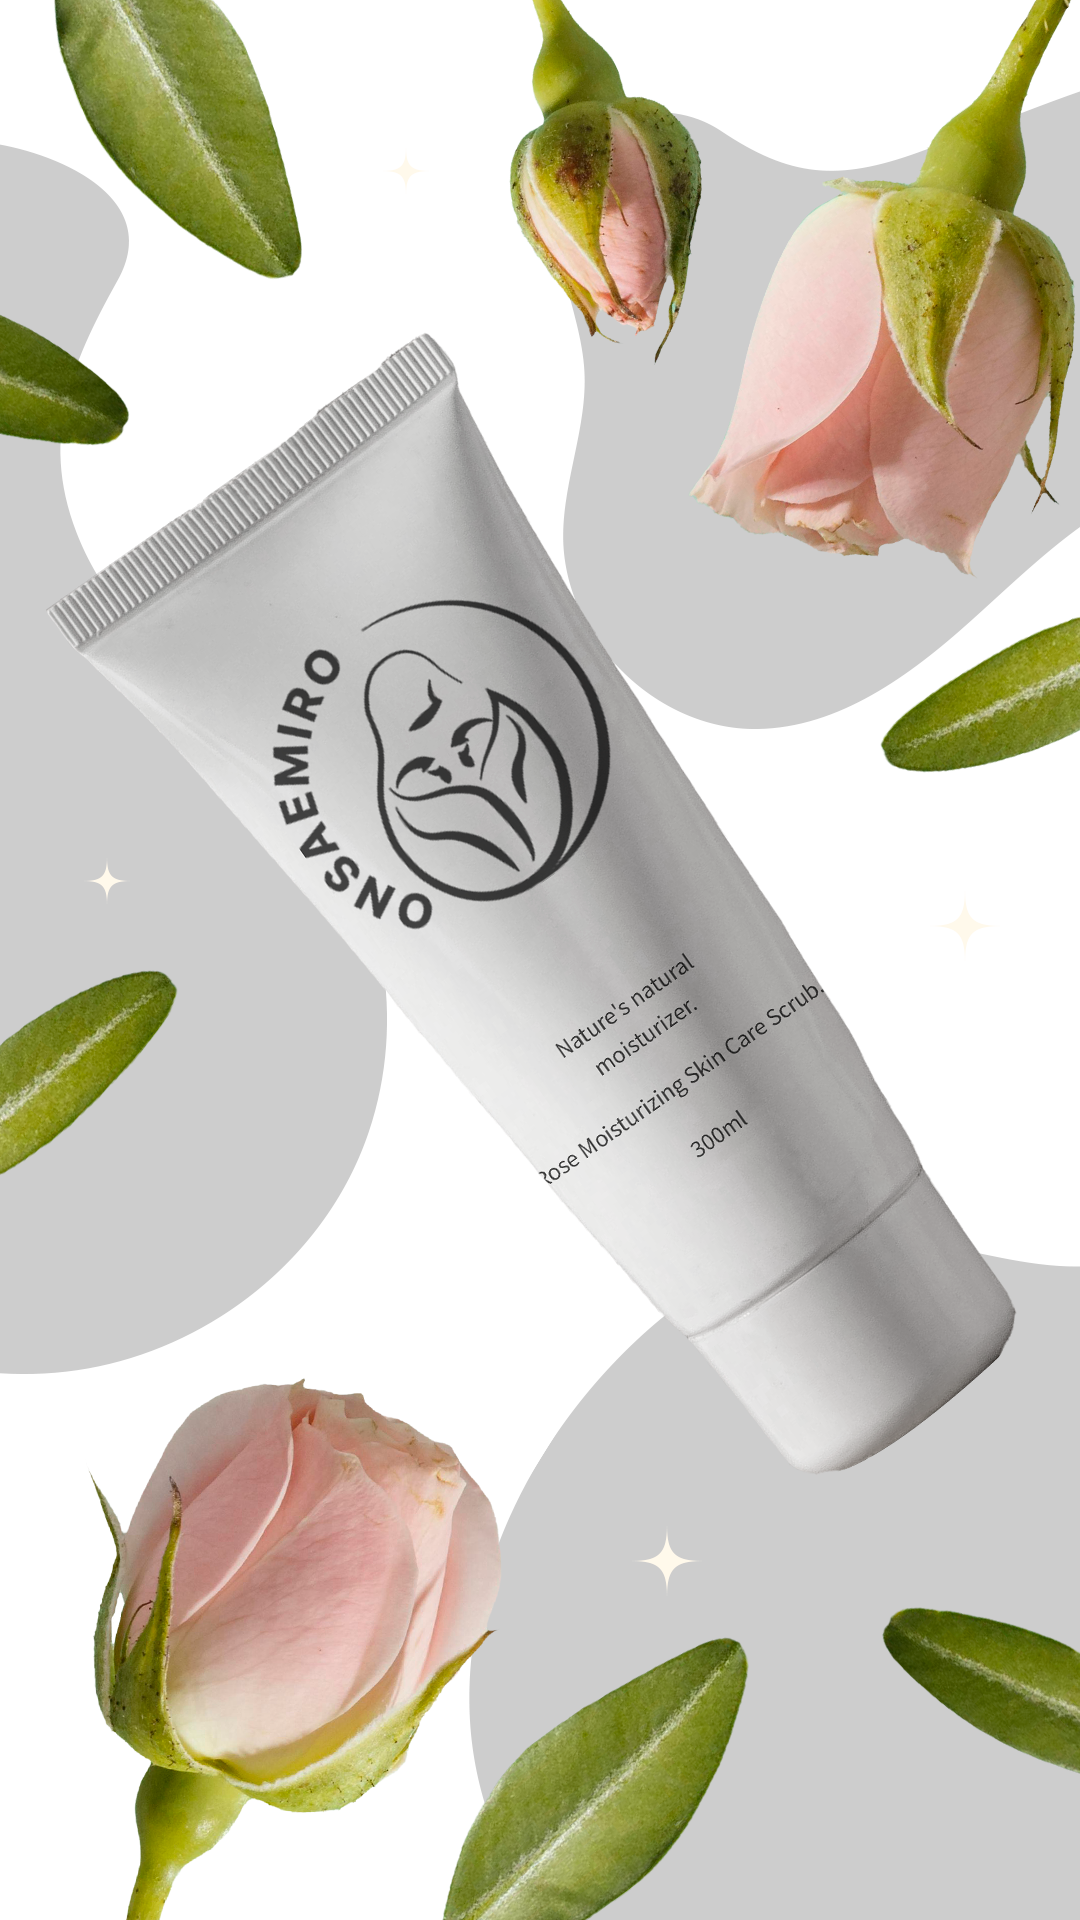 ONSAEMIRO
Nature's natural
moisturizer.
Rose Moisturizing Skin Care Scrub.
300ml